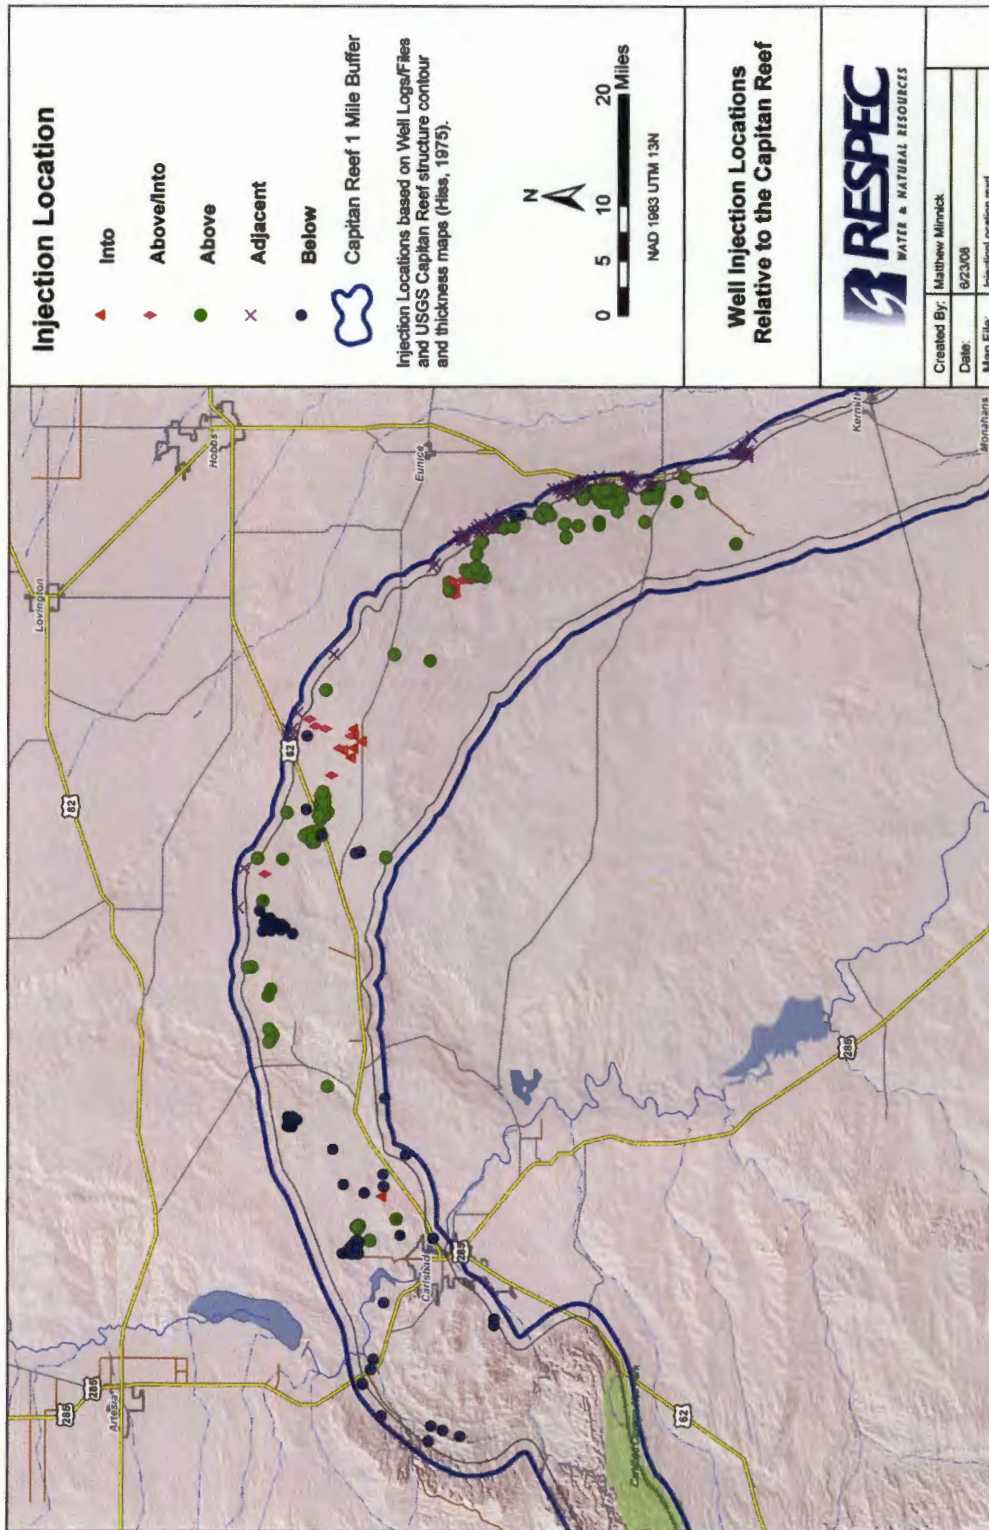 Injection Location
Into
Above/Into
Above
Adjacent
Below
Capitan Reef 1 Mile Buffer
Injection Locations based on Well Logs/Files
and USGS Capitan Reef structure contour
and thickness maps (Hiss, 1975).
N
0 5 10 20
Miles
NAD 1983 UTM 13N
Well Injection Locations
Relative to the Capitan Reef
RESPEC
WATER & NATURAL RESOURCES
Created By: Matthew Minnick
Date: 6/23/08
Map File:
Lovington
Hobbs
Eunice
Kermit
Monahans
82
62
Artesia
285
285
Carlsbad
285
285
62